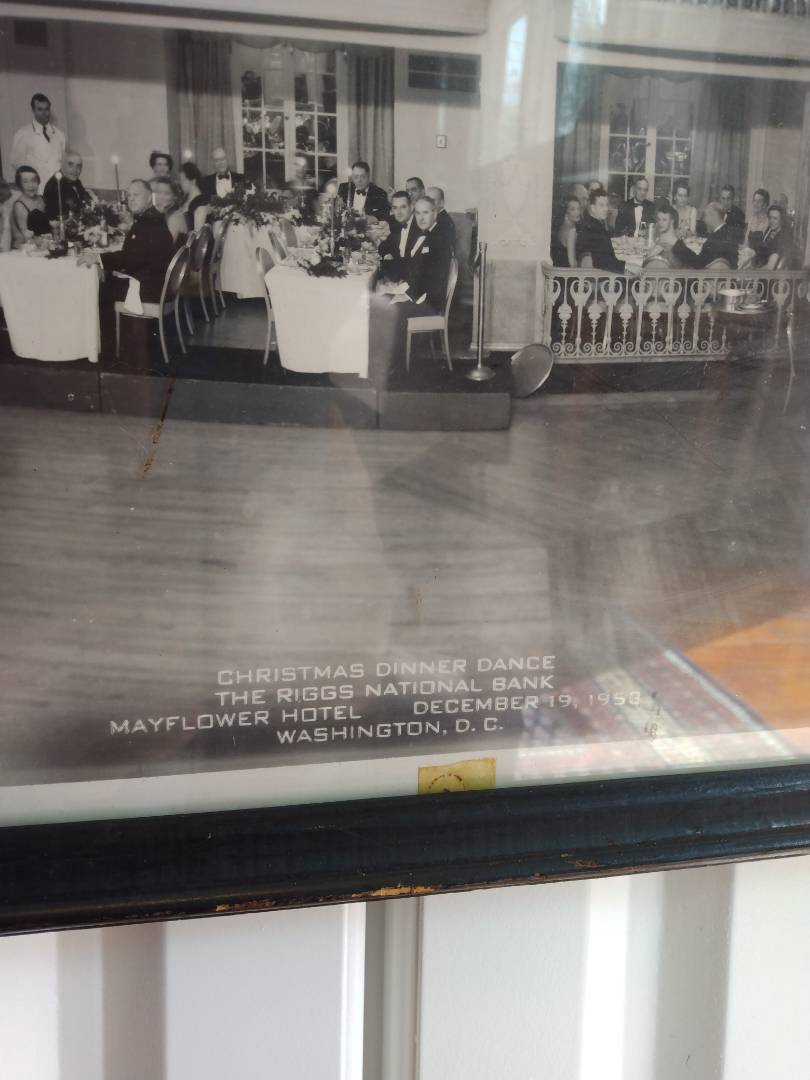 CHRISTMAS DINNER DANCE
THE RIGGS NATIONAL BANK
MAYFLOWER HOTEL DECEMBER 19, 1953
WASHINGTON, D. C.